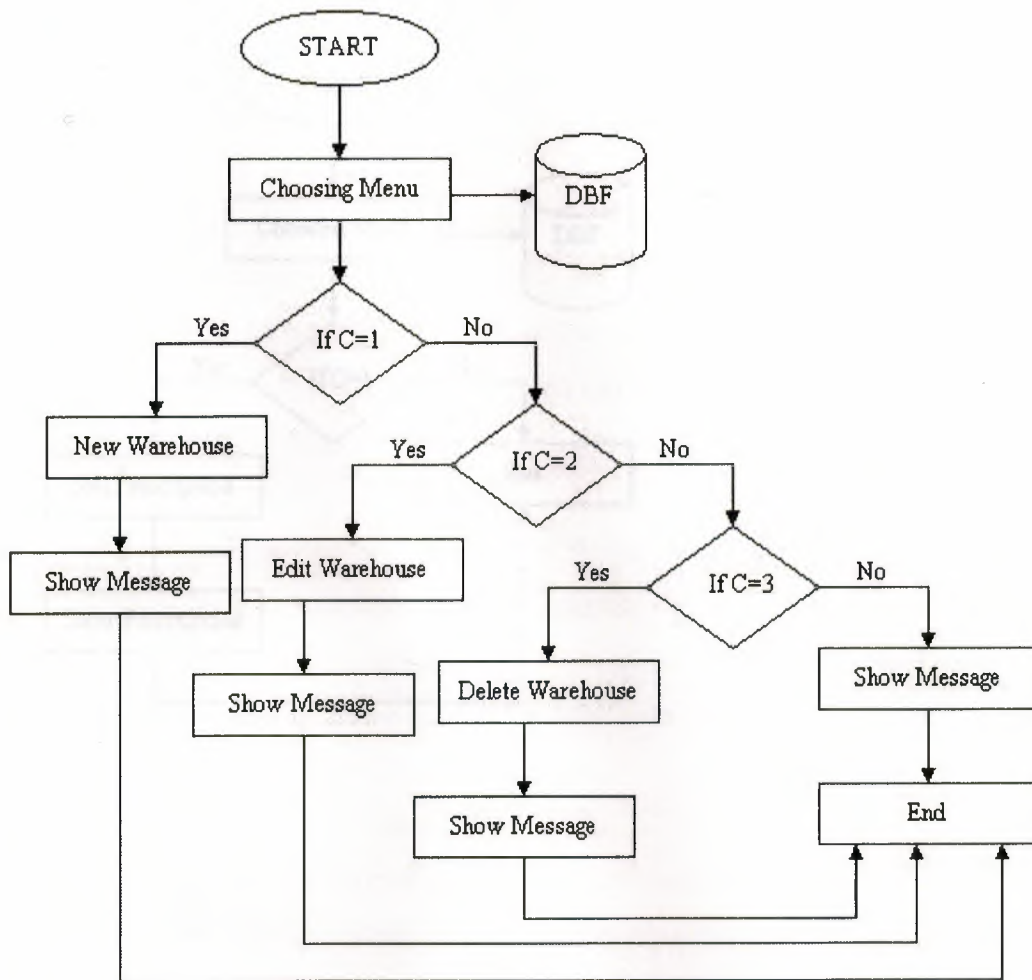 START
Choosing Menu
DBF
If C=1
Yes
No
New Warehouse
If C=2
Yes
No
Show Message
Edit Warehouse
If C=3
Yes
No
Show Message
Delete Warehouse
Show Message
Show Message
End